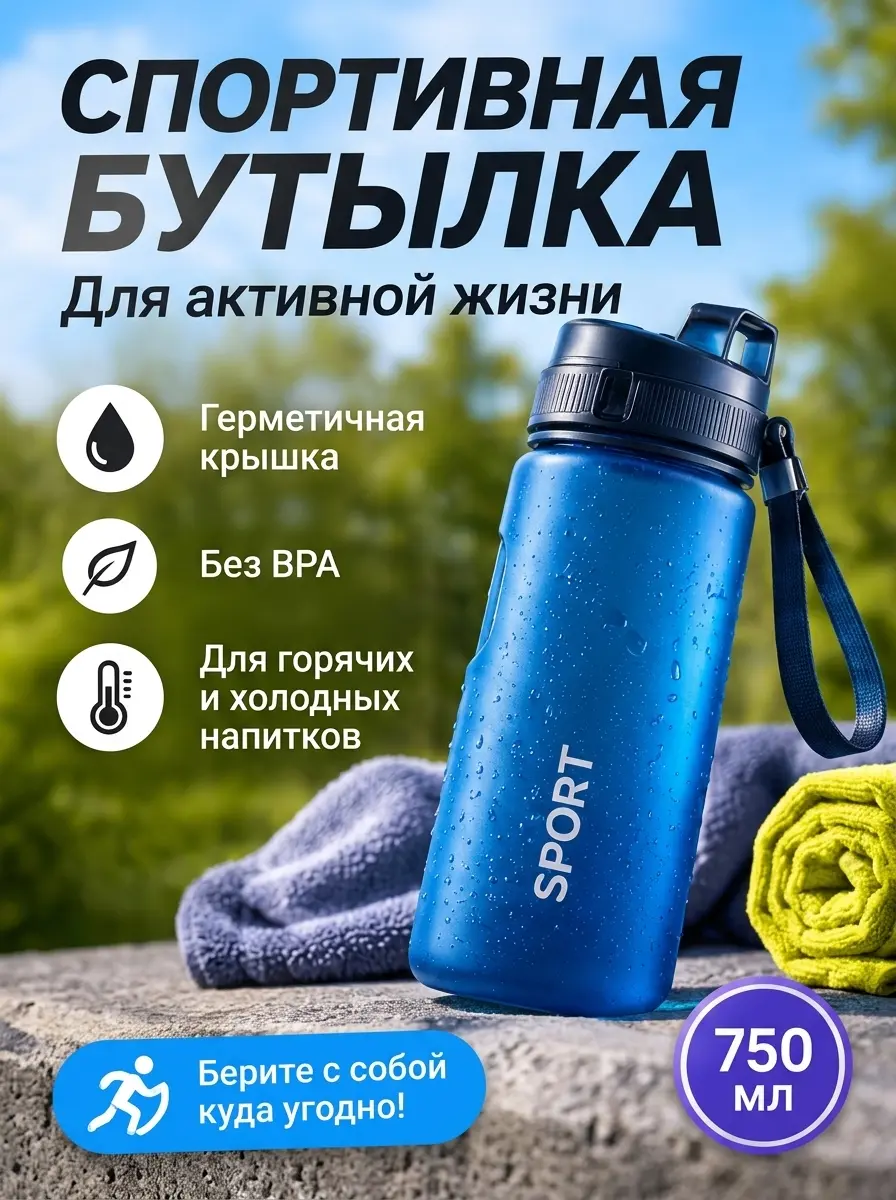 СПОРТИВНАЯ
БУТЫЛКА
Для активной жизни
Герметичная
крышка
Без BPA
Для горячих
и холодных
напитков
SPORT
Берите с собой
куда угодно!
750
мл